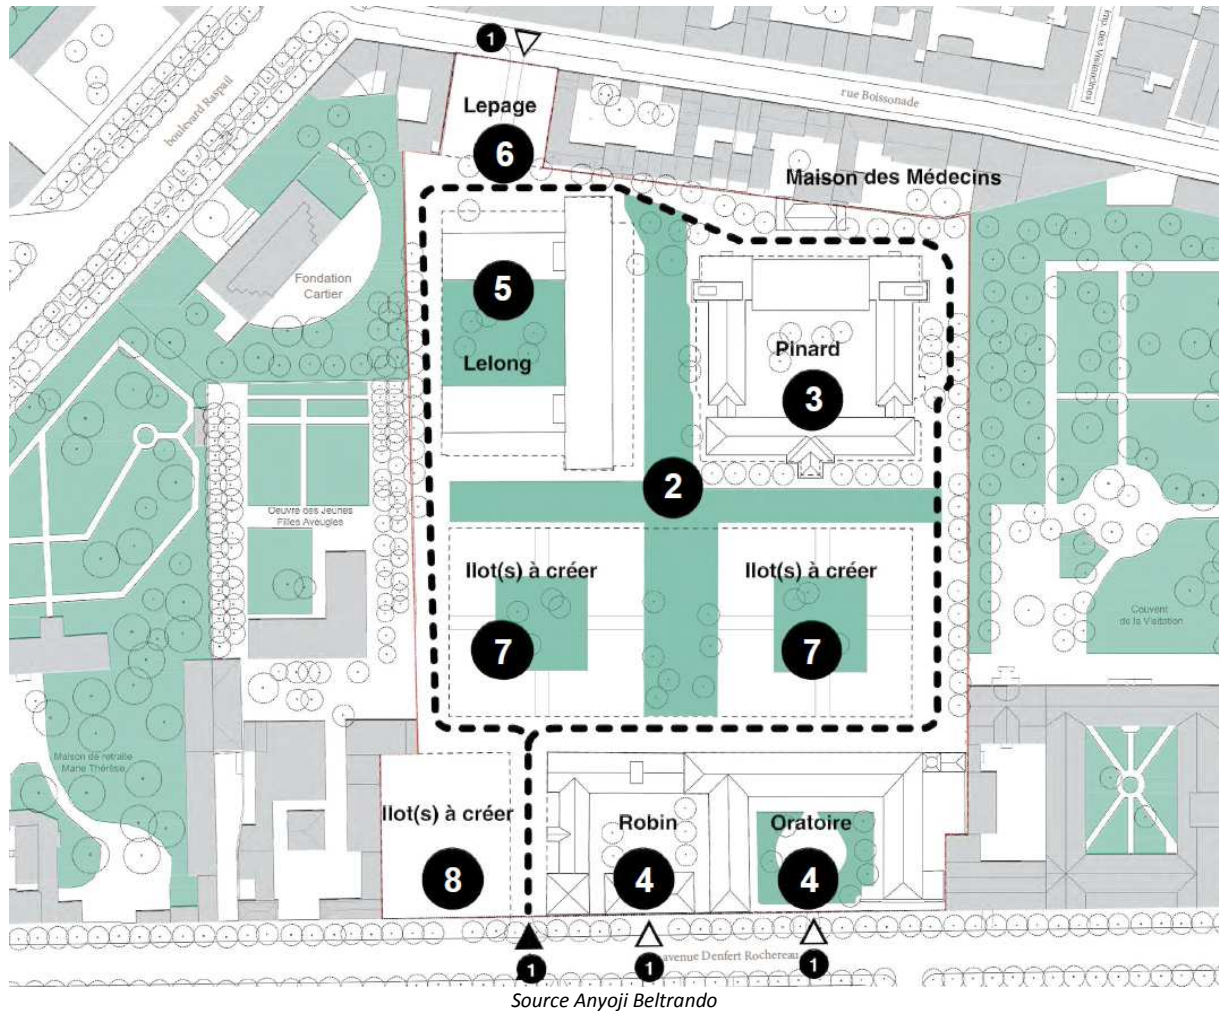 1
imp. des Visitandines
boulevard Raspail
rue Boissonade
Lepage
6
Maison des Médecins
Fondation
Cartier
5
Lelong
Pinard
3
2
Oeuvre des Jeunes
Filles Aveugles
Ilot(s) à créer
Ilot(s) à créer
7
7
Couvent
de la Visitation
Maison de retraite
Marie Thérèse
Ilot(s) à créer
Robin
Oratoire
8
4
4
avenue Denfert Rochereau
1
1
1
Source Anyoji Beltrando